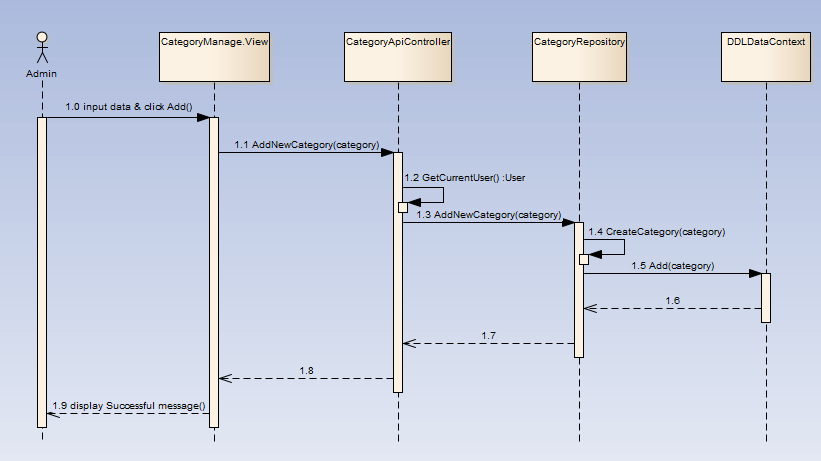 CategoryManage.View
CategoryApiController
CategoryRepository
DDLDataContext
Admin
1.0 input data & click Add()
1.1 AddNewCategory(category)
1.2 GetCurrentUser() :User
1.3 AddNewCategory(category)
1.4 CreateCategory(category)
1.5 Add(category)
1.6
1.7
1.8
1.9 display Successful message()